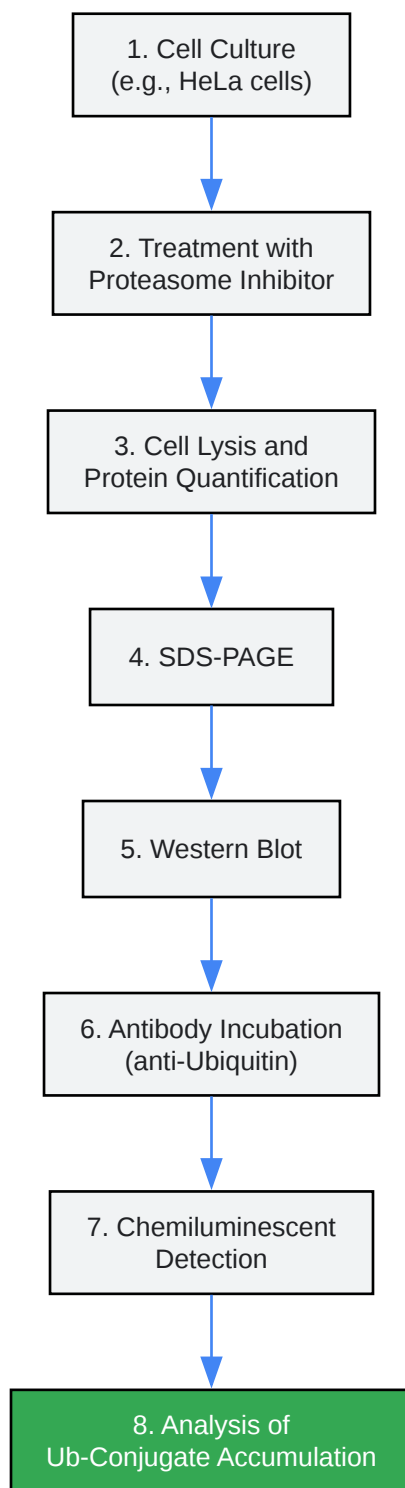 1. Cell Culture
(e.g., HeLa cells)
2. Treatment with
Proteasome Inhibitor
3. Cell Lysis and
Protein Quantification
4. SDS-PAGE
5. Western Blot
6. Antibody Incubation
(anti-Ubiquitin)
7. Chemiluminescent
Detection
8. Analysis of
Ub-Conjugate Accumulation